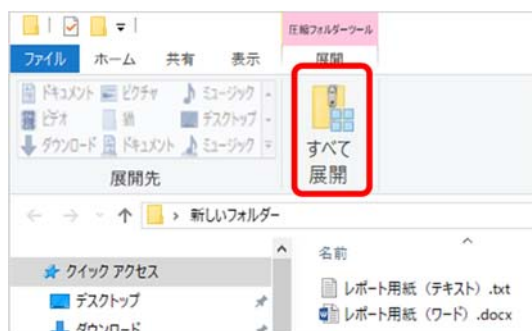 圧縮フォルダーツール
ファイル ホーム 共有 表示 展開
ドキュメント ピクチャ ミュージック
ビデオ 猫 デスクトップ
ダウンロード ドキュメント ミュージック
すべて
展開
展開先
新しいフォルダー
名前
クイック アクセス
デスクトップ
ダウンロード
レポート用紙（テキスト）.txt
レポート用紙（ワード）.docx